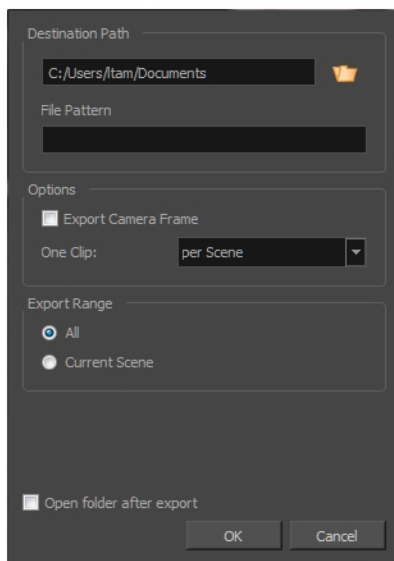 Destination Path
C:/Users/ltam/Documents
File Pattern
Options
Export Camera Frame
One Clip: per Scene
Export Range
All
Current Scene
Open folder after export
OK Cancel